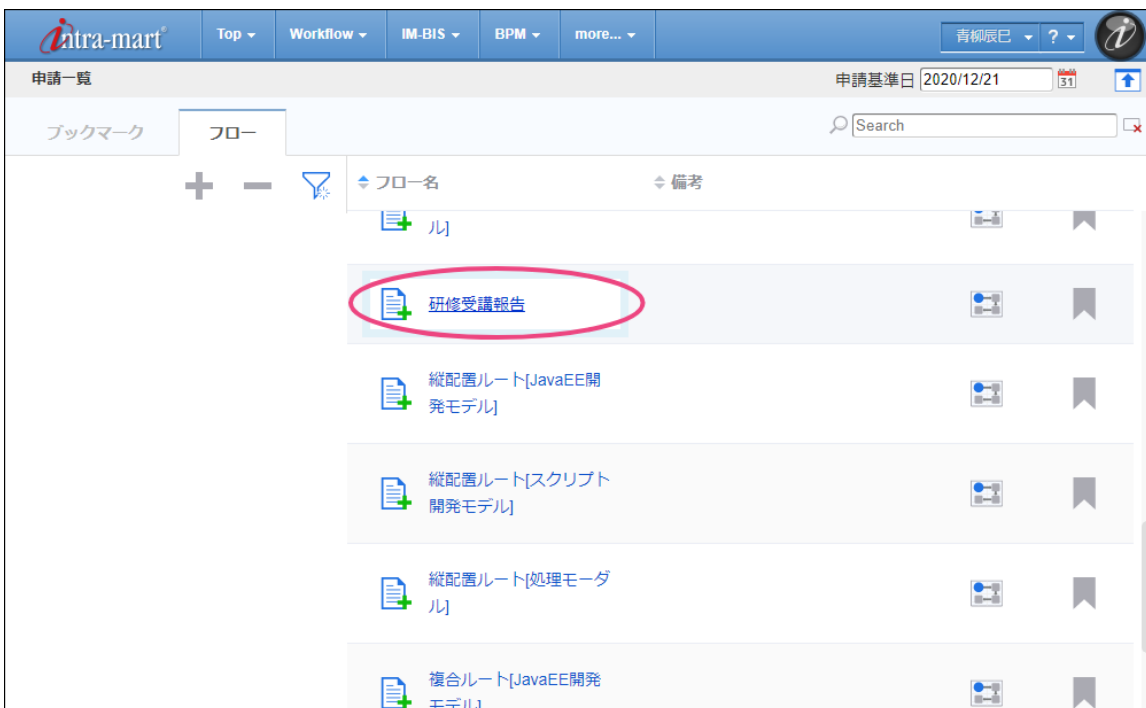 intra-mart
Top Workflow IM-BIS BPM more... 青柳辰巳 ?
申請一覧 申請基準日 2020/12/21 31
ブックマーク フロー Search
フロー名 備考
ル]
研修受講報告
縦配置ルート[JavaEE開
発モデル]
縦配置ルート[スクリプト
開発モデル]
縦配置ルート[処理モーダ
ル]
複合ルート[JavaEE開発
モデル]